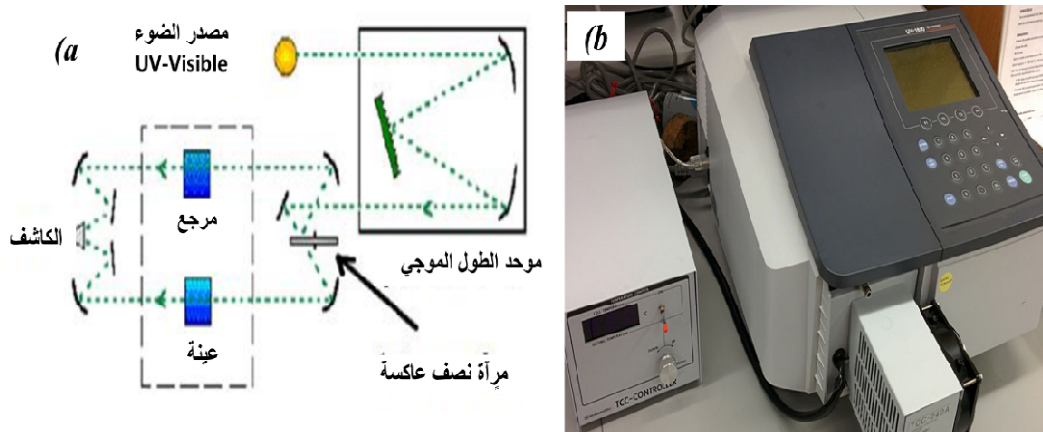 (a
مصدر الضوء
UV-Visible
مرجع
الكاشف
موحد الطول الموجي
عينة
مرآة نصف عاكسة
(b
TCC-CONTROLLER
TCC-240A